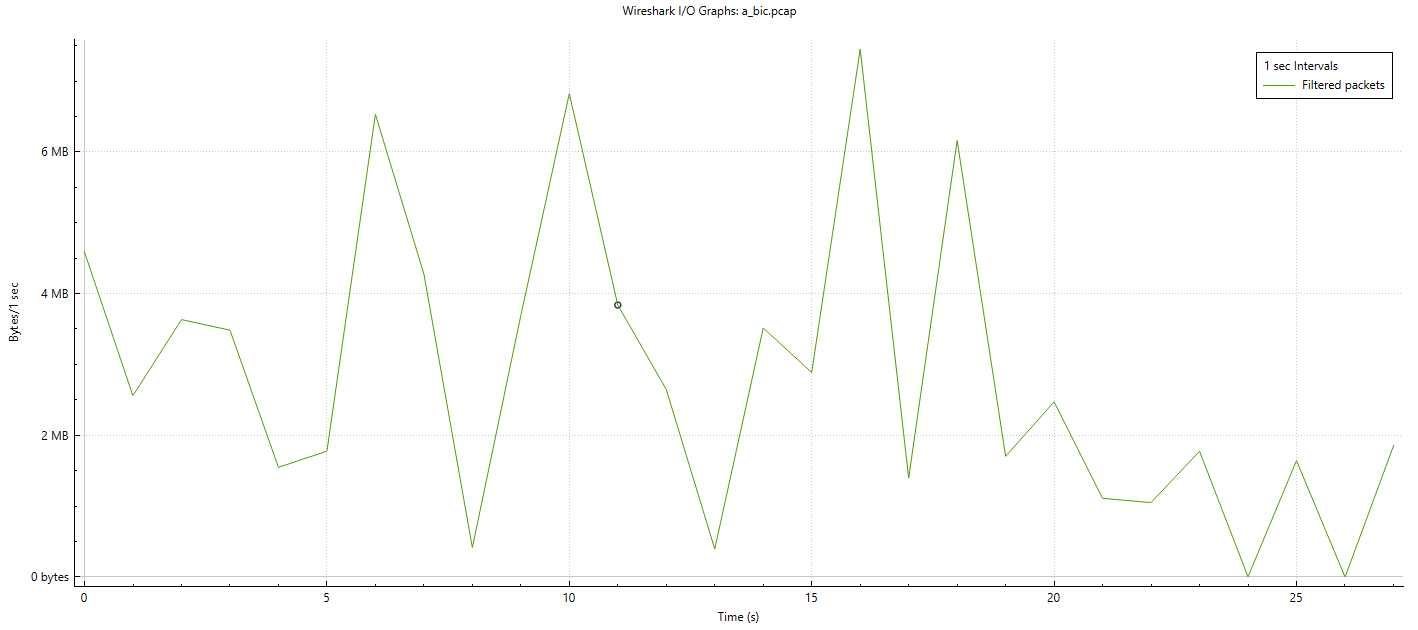 Wireshark I/O Graphs: a_bic.pcap
1 sec Intervals
Filtered packets
6 MB
4 MB
2 MB
0 bytes
Bytes/1 sec
0 5 10 15 20 25
Time (s)